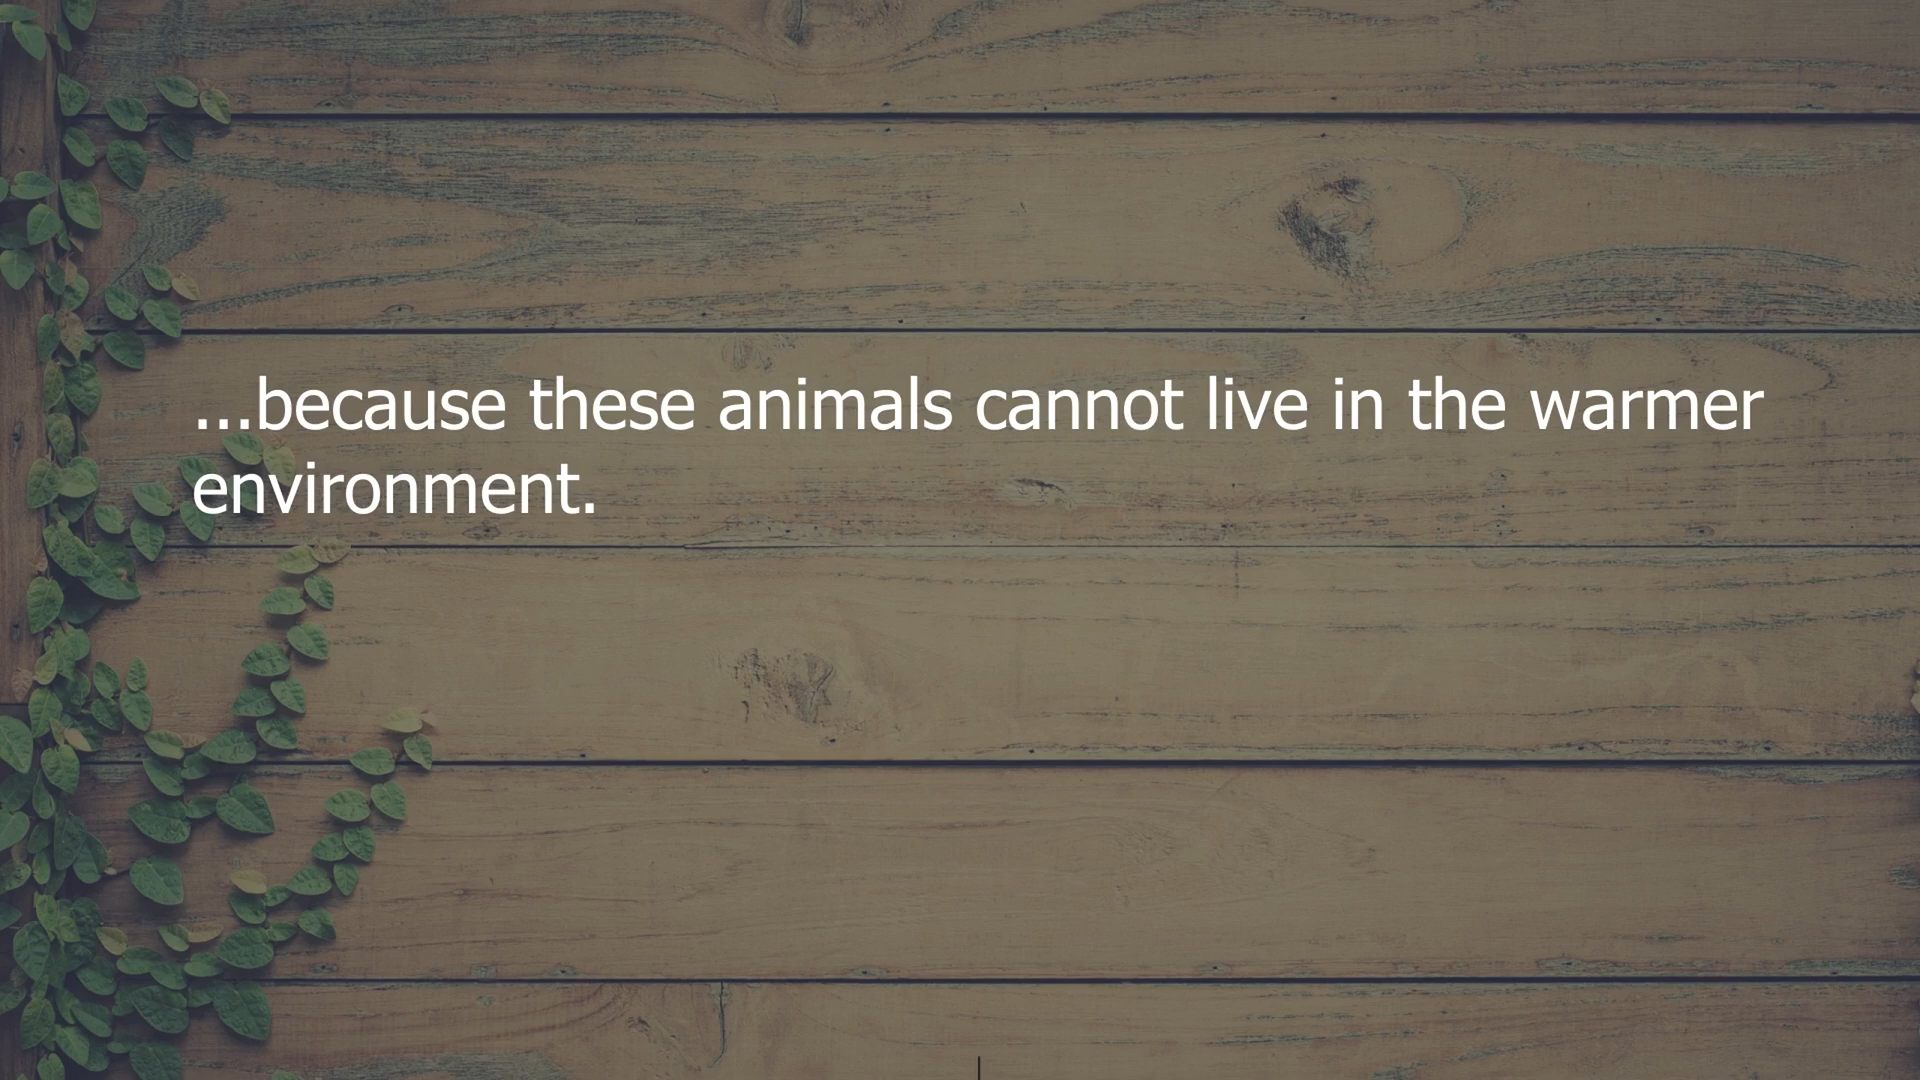 ...because these animals cannot live in the warmer
environment.